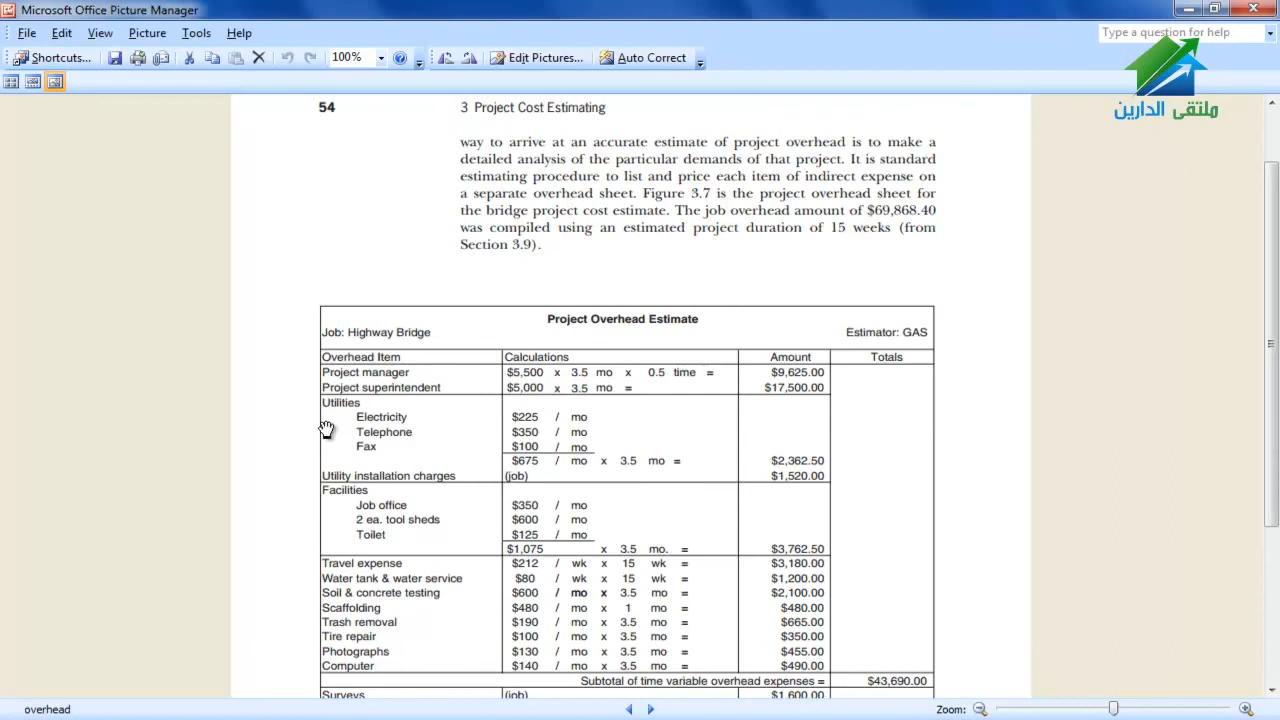 Microsoft Office Picture Manager
File Edit View Picture Tools Help
Type a question for help
Shortcuts... 100% Edit Pictures... Auto Correct
ملتقى الدارين
54 3 Project Cost Estimating
way to arrive at an accurate estimate of project overhead is to make a
detailed analysis of the particular demands of that project. It is standard
estimating procedure to list and price each item of indirect expense on
a separate overhead sheet. Figure 3.7 is the project overhead sheet for
the bridge project cost estimate. The job overhead amount of $69,868.40
was compiled using an estimated project duration of 15 weeks (from
Section 3.9).
Project Overhead Estimate
Job: Highway Bridge Estimator: GAS
Overhead Item Calculations Amount Totals
Project manager $5,500 x 3.5 mo x 0.5 time = $9,625.00
Project superintendent $5,000 x 3.5 mo = $17,500.00
Utilities
Electricity $225 / mo
Telephone $350 / mo
Fax $100 / mo
$675 / mo x 3.5 mo = $2,362.50
Utility installation charges (job) $1,520.00
Facilities
Job office $350 / mo
2 ea. tool sheds $600 / mo
Toilet $125 / mo
$1,075 x 3.5 mo. = $3,762.50
Travel expense $212 / wk x 15 wk = $3,180.00
Water tank & water service $80 / wk x 15 wk = $1,200.00
Soil & concrete testing $600 / mo x 3.5 mo = $2,100.00
Scaffolding $480 / mo x 1 mo = $480.00
Trash removal $190 / mo x 3.5 mo = $665.00
Tire repair $100 / mo x 3.5 mo = $350.00
Photographs $130 / mo x 3.5 mo = $455.00
Computer $140 / mo x 3.5 mo = $490.00
Subtotal of time variable overhead expenses = $43,690.00
Surveys (job) $1,600.00
overhead Zoom: